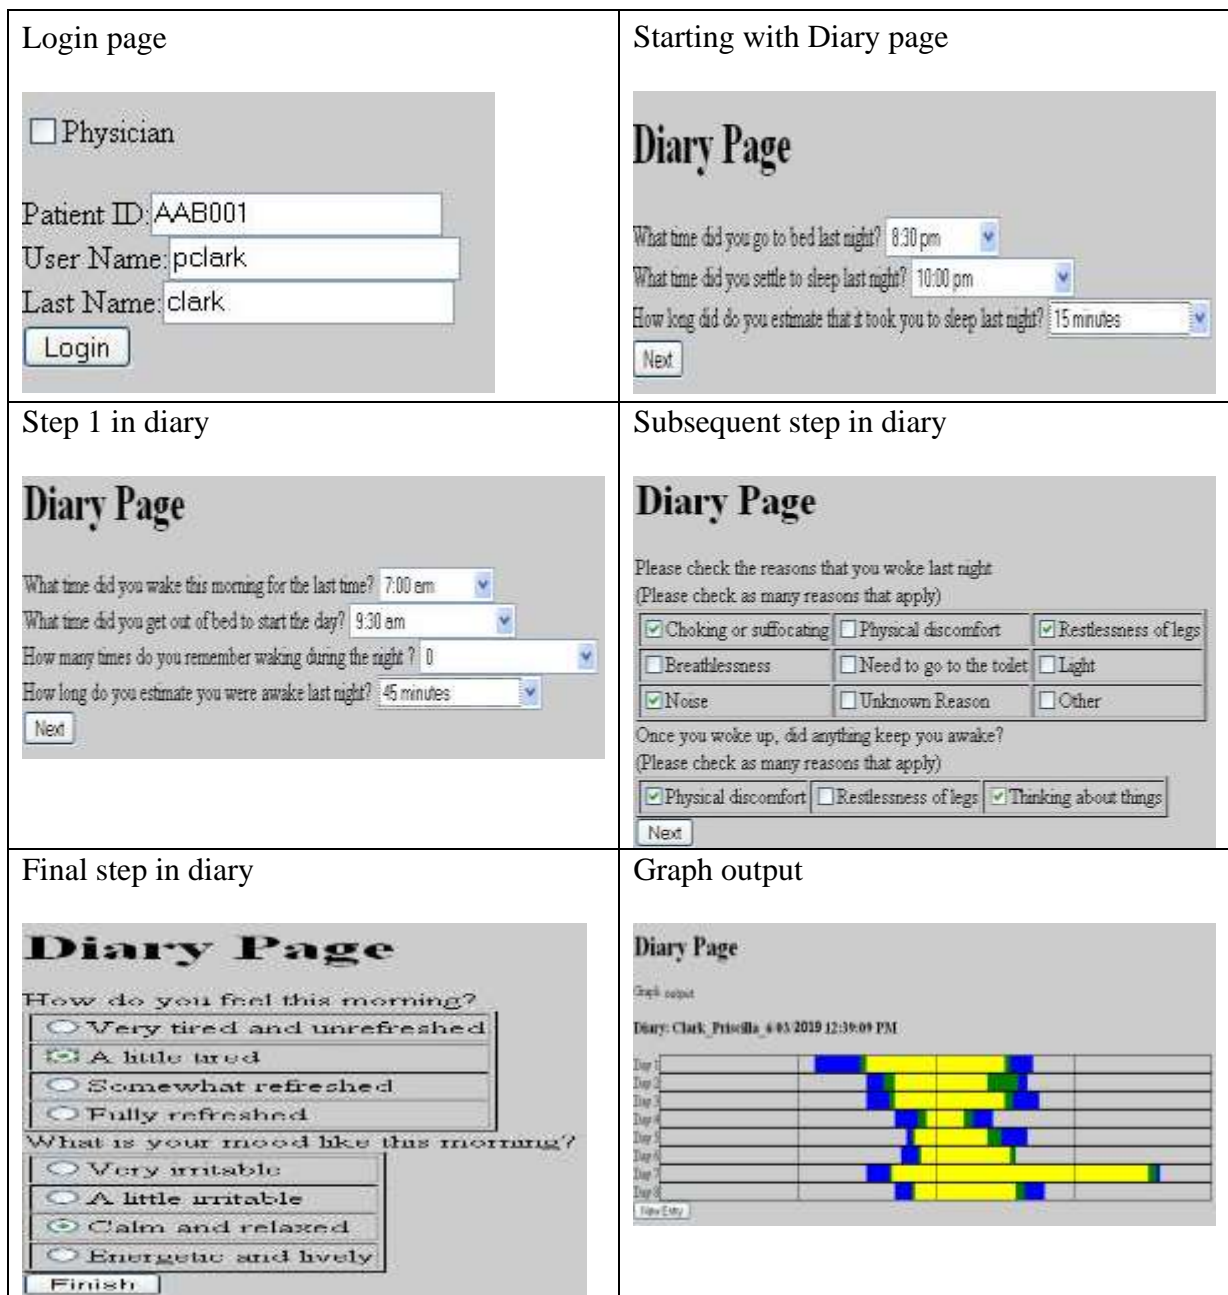 Login page
Physician
Patient ID: AAB001
User Name: pclark
Last Name: clark
Login
Starting with Diary page
Diary Page
What time did you go to bed last night? 8:30 pm
What time did you settle to sleep last night? 10:00 pm
How long did do you estimate that it took you to sleep last night? 15 minutes
Next
Step 1 in diary
Diary Page
What time did you wake this morning for the last time? 7:00 am
What time did you get out of bed to start the day? 9:30 am
How many times do you remember waking during the night ? 0
How long do you estimate you were awake last night? 45 minutes
Next
Subsequent step in diary
Diary Page
Please check the reasons that you woke last night
(Please check as many reasons that apply)
Choking or suffocating Physical discomfort Restlessness of legs
Breathlessness Need to go to the toilet Light
Noise Unknown Reason Other
Once you woke up, did anything keep you awake?
(Please check as many reasons that apply)
Physical discomfort Restlessness of legs Thinking about things
Next
Final step in diary
Diary Page
How do you feel this morning?
Very tired and unrefreshed
A little tired
Somewhat refreshed
Fully refreshed
What is your mood like this morning?
Very irritable
A little irritable
Calm and relaxed
Energetic and lively
Finish
Graph output
Diary Page
Graph output
Diary: Clark_Priscilla_6/03/2019 12:39:09 PM
Day 1
Day 2
Day 3
Day 4
Day 5
Day 6
Day 7
Day 8
New Entry